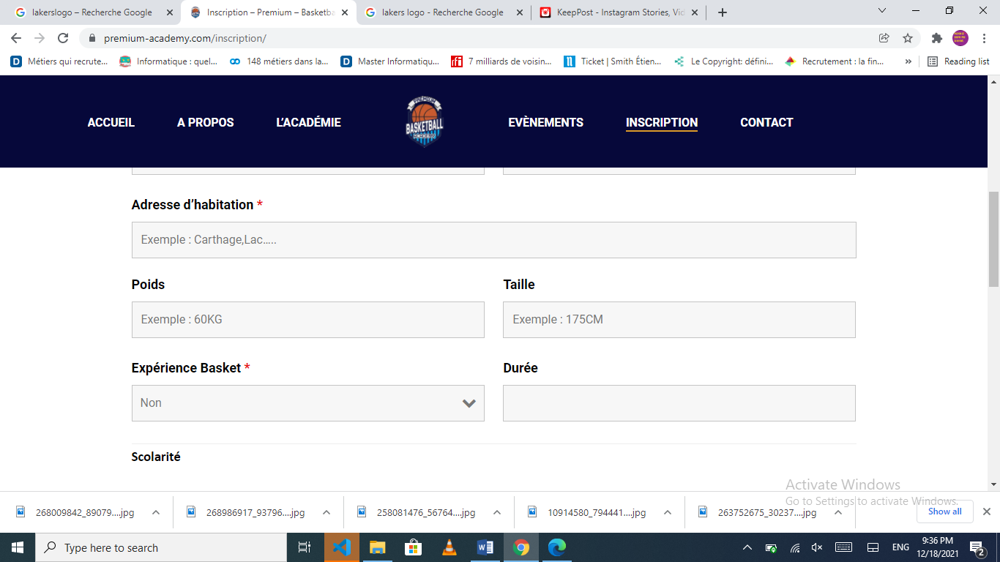 lakerslogo – Recherche Google
Inscription – Premium – Basketba
lakers logo - Recherche Google
KeepPost - Instagram Stories, Vid
premium-academy.com/inscription/
Métiers qui recrute...
Informatique : quel...
148 métiers dans la...
Master Informatiqu...
7 milliards de voisin...
Ticket | Smith Étien...
Le Copyright: défini...
Recrutement : la fin...
Reading list
ACCUEIL
A PROPOS
L'ACADÉMIE
PREMIUM
BASKETBALL
ACADEMY
EVÈNEMENTS
INSCRIPTION
CONTACT
Adresse d'habitation *
Exemple : Carthage,Lac.....
Poids
Taille
Exemple : 60KG
Exemple : 175CM
Expérience Basket *
Durée
Non
Scolarité
Activate Windows
Go to Settings to activate Windows.
268009842_89079....jpg
268986917_93796....jpg
258081476_56764....jpg
10914580_794441....jpg
263752675_30237....jpg
Show all
Type here to search
ENG
9:36 PM
12/18/2021
2